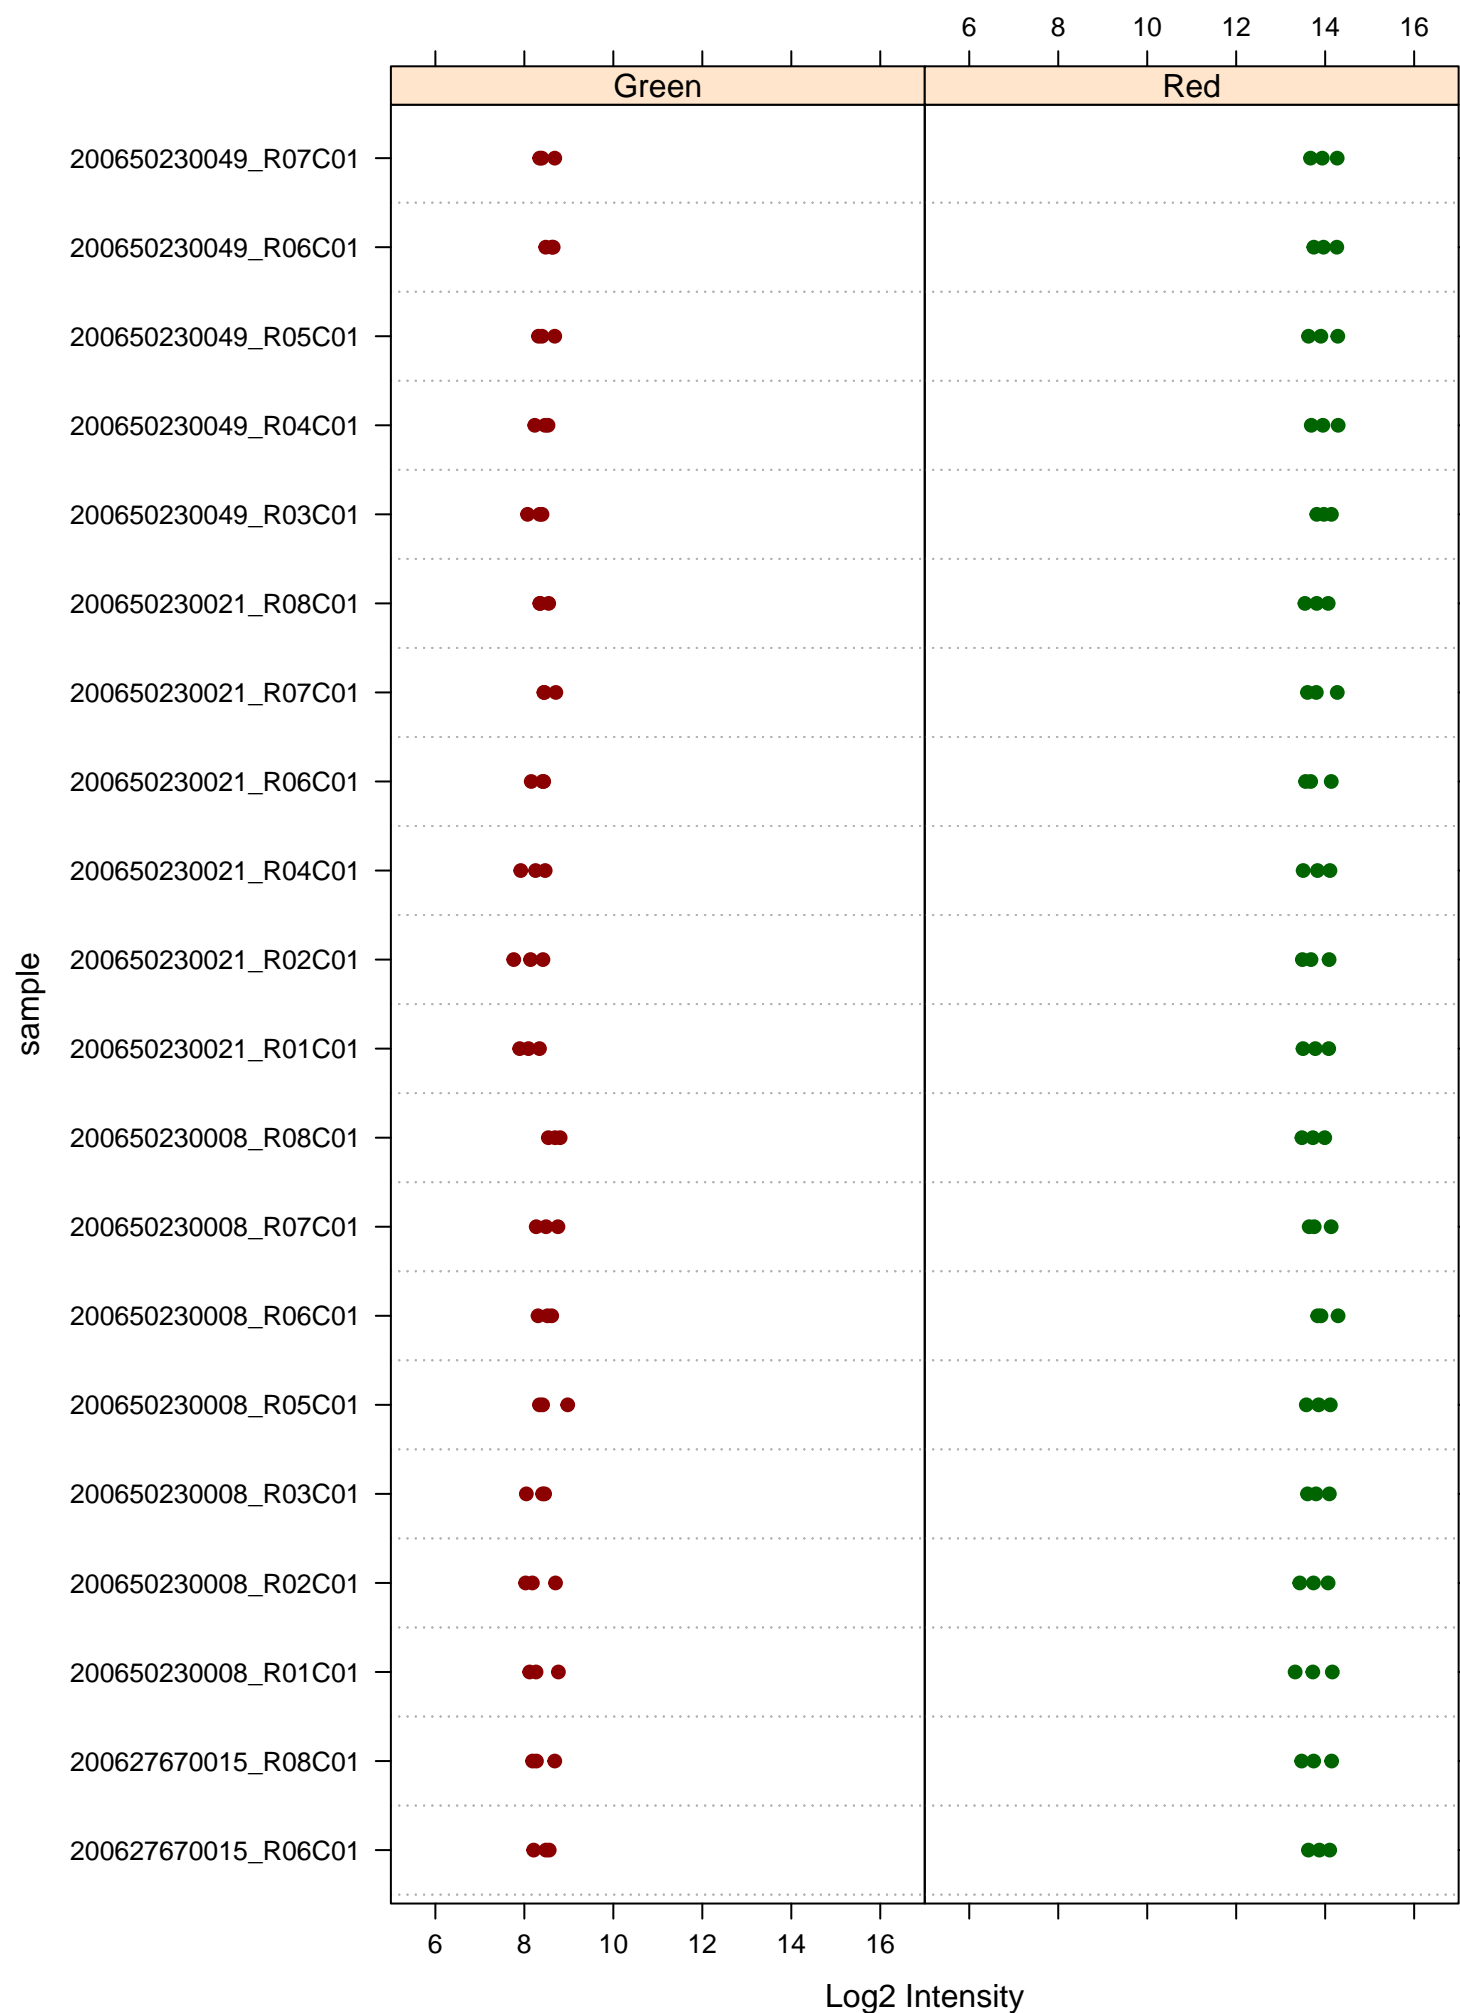 6 8 10 12 14 16
Green Red
200650230049_R07C01
200650230049_R06C01
200650230049_R05C01
200650230049_R04C01
200650230049_R03C01
200650230021_R08C01
200650230021_R07C01
200650230021_R06C01
200650230021_R04C01
200650230021_R02C01
200650230021_R01C01
200650230008_R08C01
200650230008_R07C01
200650230008_R06C01
200650230008_R05C01
200650230008_R03C01
200650230008_R02C01
200650230008_R01C01
200627670015_R08C01
200627670015_R06C01
sample
6 8 10 12 14 16
Log2 Intensity